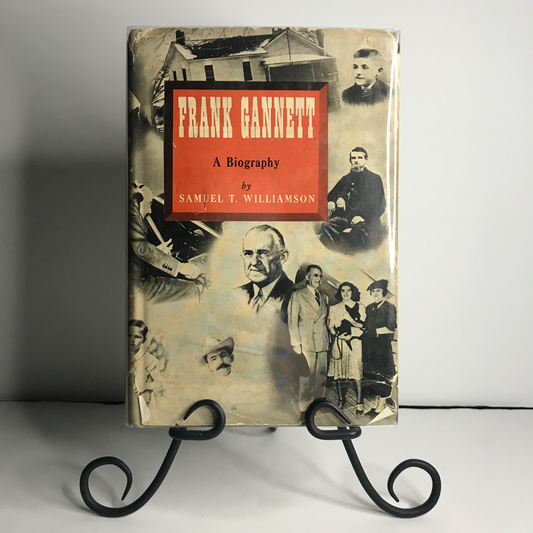 FRANK GANNETT
A Biography
by
SAMUEL T. WILLIAMSON